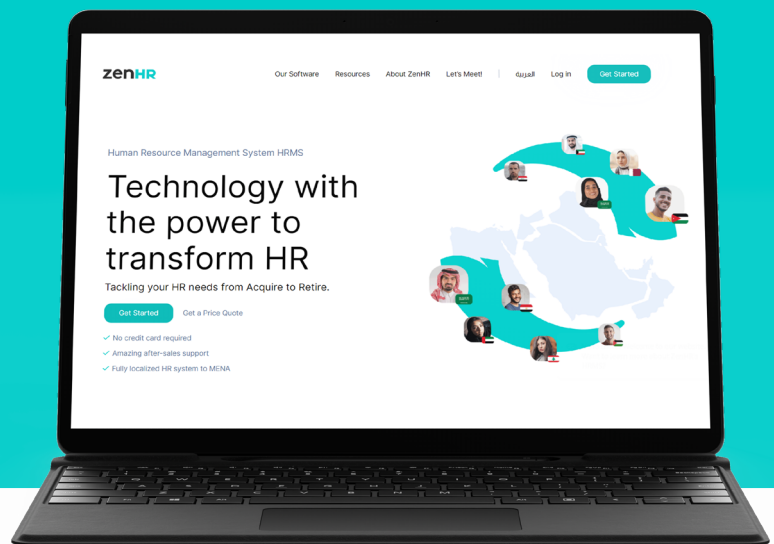 zenHR
Our Software
Resources
About ZenHR
Let's Meet!
العربية
Log in
Get Started
Human Resource Management System HRMS
Technology with
the power to
transform HR
Tackling your HR needs from Acquire to Retire.
Get Started
Get a Price Quote
No credit card required
Amazing after-sales support
Fully localized HR system to MENA